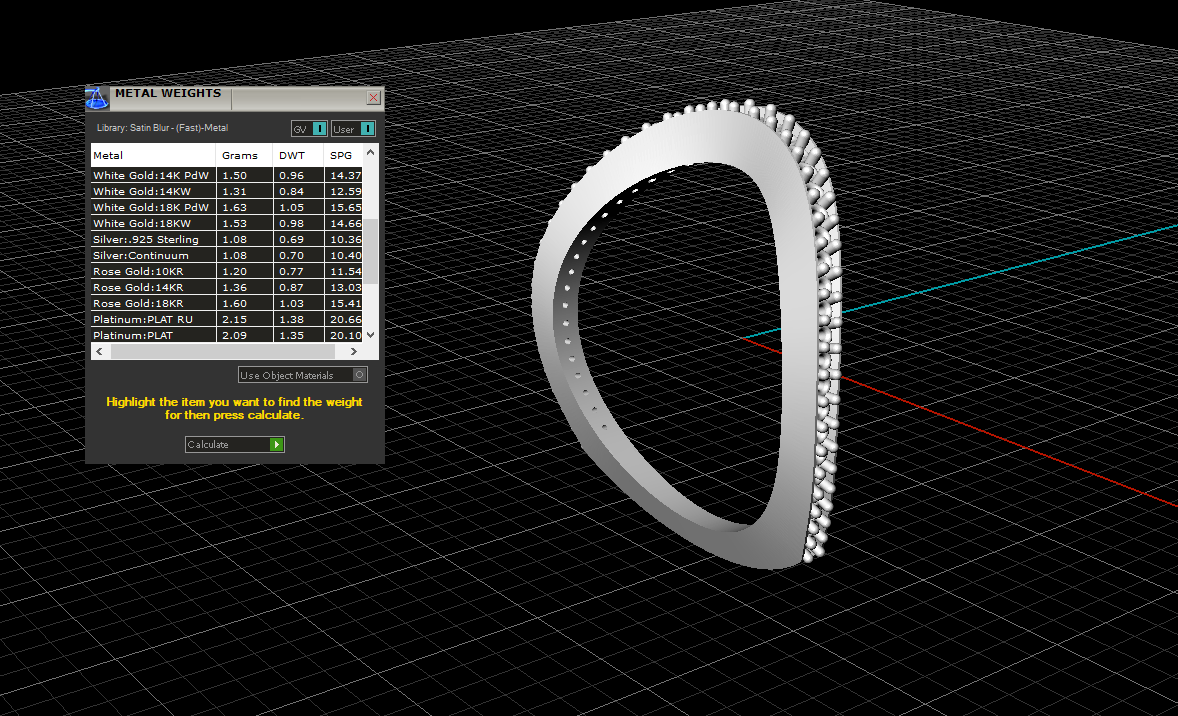 METAL WEIGHTS
Library: Satin Blur - (Fast)-Metal GV User
Metal Grams DWT SPG
White Gold:14K PdW 1.50 0.96 14.37
White Gold:14KW 1.31 0.84 12.59
White Gold:18K PdW 1.63 1.05 15.65
White Gold:18KW 1.53 0.98 14.66
Silver:.925 Sterling 1.08 0.69 10.36
Silver:Continuum 1.08 0.70 10.40
Rose Gold:10KR 1.20 0.77 11.54
Rose Gold:14KR 1.36 0.87 13.03
Rose Gold:18KR 1.60 1.03 15.41
Platinum:PLAT RU 2.15 1.38 20.66
Platinum:PLAT 2.09 1.35 20.10
Use Object Materials
Highlight the item you want to find the weight
for then press calculate.
Calculate